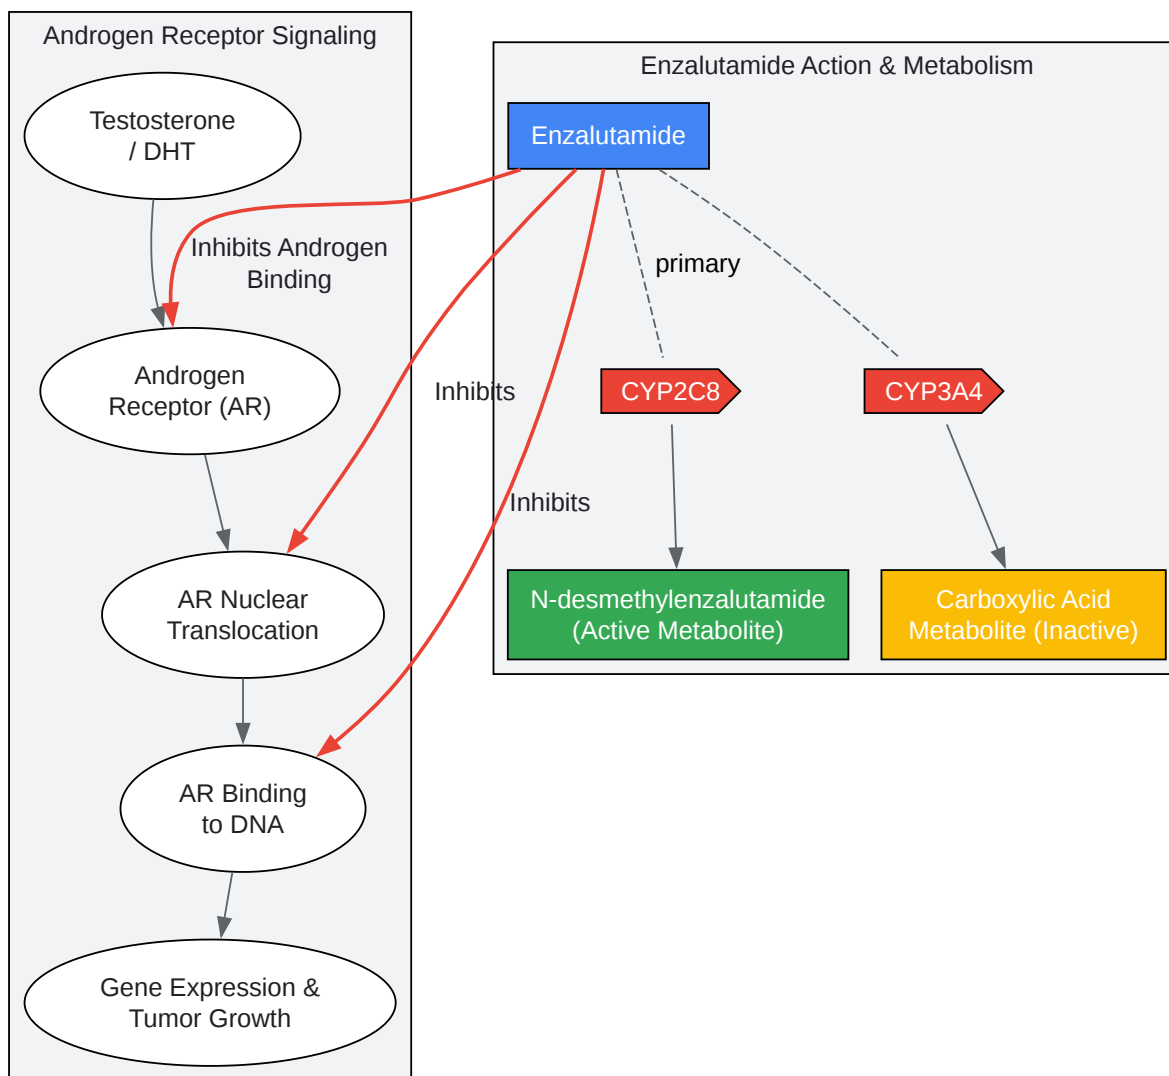 Androgen Receptor Signaling
Testosterone
/ DHT
Inhibits Androgen
Binding
Androgen
Receptor (AR)
Inhibits
AR Nuclear
Translocation
Inhibits
AR Binding
to DNA
Gene Expression &
Tumor Growth
Enzalutamide Action & Metabolism
Enzalutamide
primary
CYP2C8
CYP3A4
N-desmethylenzalutamide
(Active Metabolite)
Carboxylic Acid
Metabolite (Inactive)